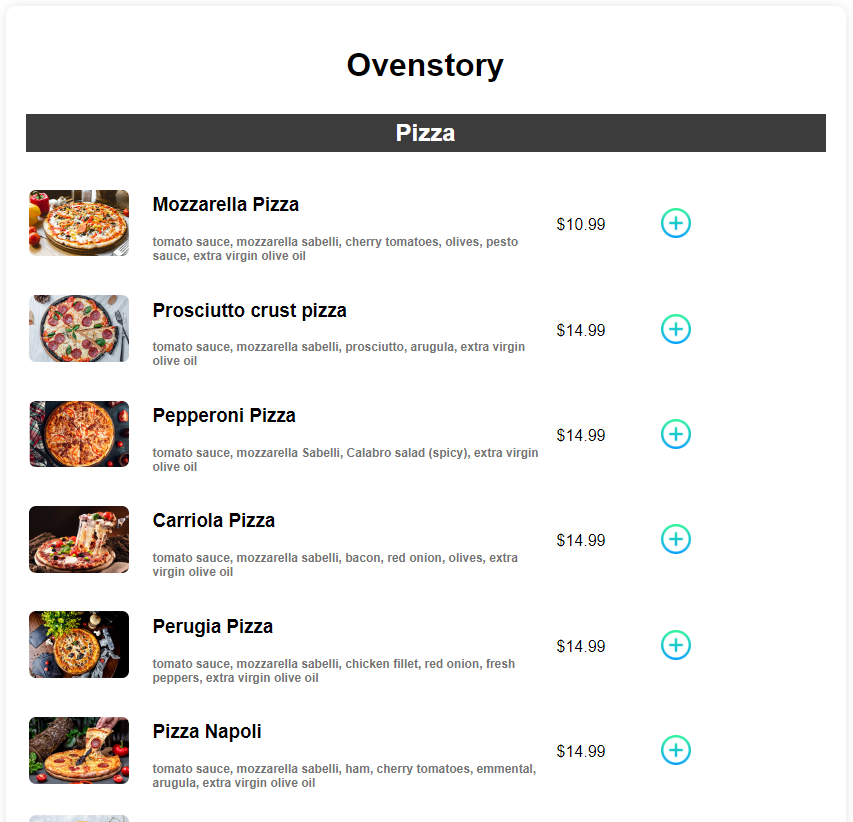 Ovenstory
Pizza
Mozzarella Pizza
tomato sauce, mozzarella sabelli, cherry tomatoes, olives, pesto
sauce, extra virgin olive oil
$10.99
Prosciutto crust pizza
tomato sauce, mozzarella sabelli, prosciutto, arugula, extra virgin
olive oil
$14.99
Pepperoni Pizza
tomato sauce, mozzarella Sabelli, Calabro salad (spicy), extra virgin
olive oil
$14.99
Carriola Pizza
tomato sauce, mozzarella sabelli, bacon, red onion, olives, extra
virgin olive oil
$14.99
Perugia Pizza
tomato sauce, mozzarella sabelli, chicken fillet, red onion, fresh
peppers, extra virgin olive oil
$14.99
Pizza Napoli
tomato sauce, mozzarella sabelli, ham, cherry tomatoes, emmental,
arugula, extra virgin olive oil
$14.99